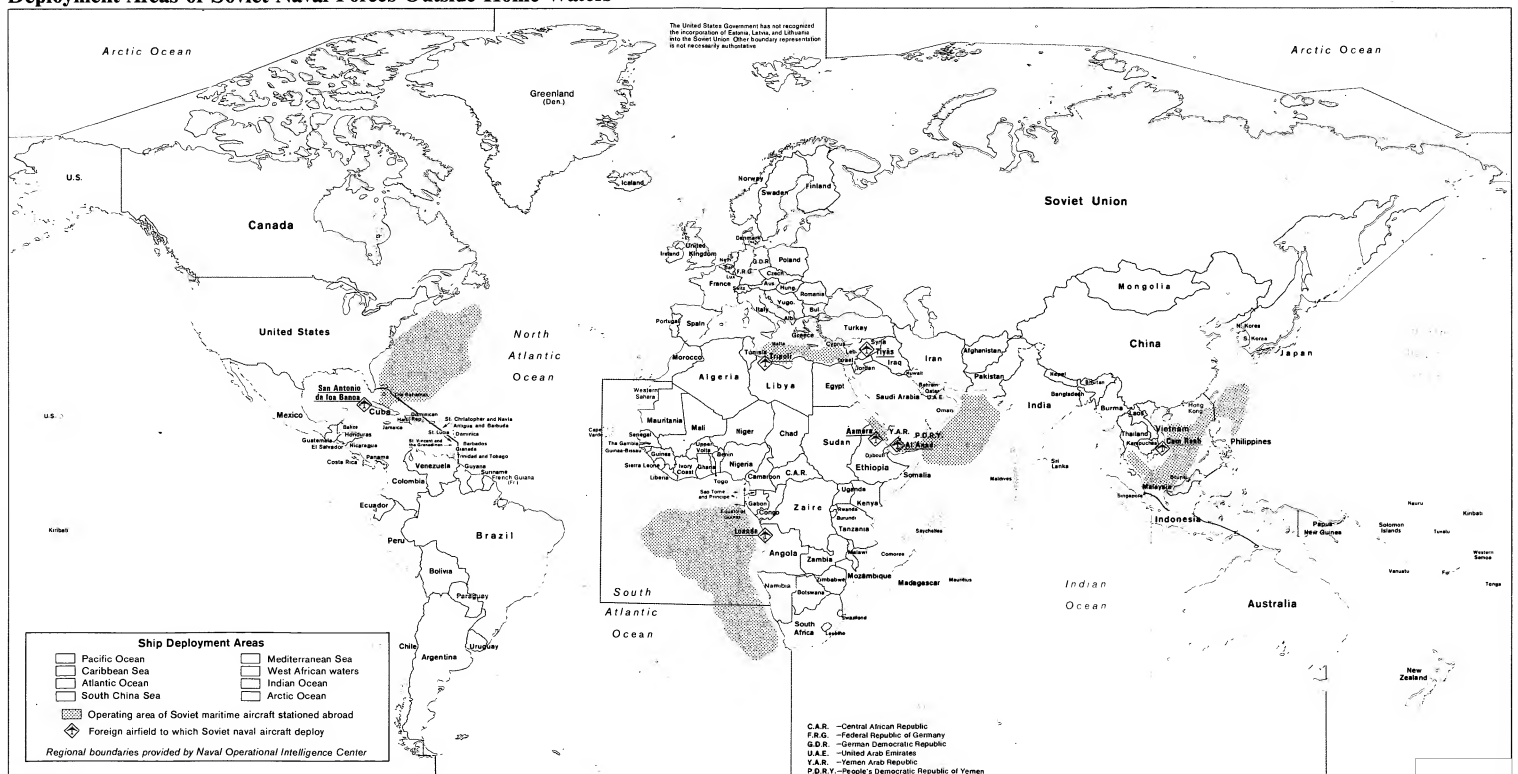 Deployment Areas of Soviet Naval Forces Outside Home Waters
The United States Government has not recognized
the incorporation of Estonia, Latvia, and Lithuania
into the Soviet Union. Other boundary representation
is not necessarily authoritative
Arctic Ocean
Arctic Ocean
Greenland
(Den.)
U.S.
Canada
Iceland
Norway
Sweden
Finland
Soviet Union
United States
North
Atlantic
Ocean
Ireland
United
Kingdom
Denmark
Neth
Lux
F.R.G.
G.D.R.
Poland
Czech
France
Switz
Aus
Hung.
Romania
Yugo.
Bul
Italy
Alb
Portugal
Spain
Greece
Turkey
Mongolia
China
N. Korea
S. Korea
Japan
Malta
Cyprus
Syria
Leb.
Tiyas
Israel
Jordan
Iraq
Iran
Afghanistan
Kuwait
Pakistan
Nepal
Bhutan
Bangladesh
India
Burma
Laos
Hong
Kong
Morocco
Tunisia
Tripoli
Algeria
Libya
Egypt
Saudi Arabia
Bahrain
Qatar
U.A.E.
Oman
Western
Sahara
San Antonio
de los Banos
Cuba
The Bahamas
Mexico
U.S.
Haiti
Dominican
Rep
Jamaica
Belize
Honduras
Guatemala
El Salvador
Nicaragua
Costa Rica
Panama
St. Christopher and Nevis
Antigua and Barbuda
Dominica
St. Lucia
St. Vincent and
the Grenadines
Barbados
Grenada
Trinidad and Tobago
Venezuela
Guyana
Suriname
French Guiana
(Fr.)
Colombia
Ecuador
Peru
Brazil
Bolivia
Paraguay
Chile
Argentina
Uruguay
Kiribati
Cape
Verde
Mauritania
Mali
Niger
Chad
Sudan
Asmara
Y.A.R.
P.D.R.Y.
Al Anad
Djibouti
Ethiopia
Somalia
Senegal
The Gambia
Guinea-Bissau
Guinea
Sierra Leone
Liberia
Ivory
Coast
Upper
Volta
Ghana
Togo
Benin
Nigeria
Cameroon
C.A.R.
Sao Tome
and Principe
Equatorial
Guinea
Gabon
Congo
Zaire
Uganda
Kenya
Rwanda
Burundi
Tanzania
Luanda
Angola
Zambia
Malawi
Comoros
Seychelles
Namibia
Botswana
Zimbabwe
Mozambique
Madagascar
Mauritius
South
Africa
Swaziland
Lesotho
South
Atlantic
Ocean
Indian
Ocean
Maldives
Sri
Lanka
Thailand
Kampuchea
Vietnam
Cam Ranh
Philippines
Malaysia
Brunei
Singapore
Indonesia
Papua
New Guinea
Solomon
Islands
Nauru
Kiribati
Tuvalu
Western
Samoa
Vanuatu
Fiji
Tonga
Australia
New
Zealand
Ship Deployment Areas
Pacific Ocean
Caribbean Sea
Atlantic Ocean
South China Sea
Mediterranean Sea
West African waters
Indian Ocean
Arctic Ocean
Operating area of Soviet maritime aircraft stationed abroad
Foreign airfield to which Soviet naval aircraft deploy
Regional boundaries provided by Naval Operational Intelligence Center
C.A.R. –Central African Republic
F.R.G. –Federal Republic of Germany
G.D.R. –German Democratic Republic
U.A.E. –United Arab Emirates
Y.A.R. –Yemen Arab Republic
P.D.R.Y.–People's Democratic Republic of Yemen